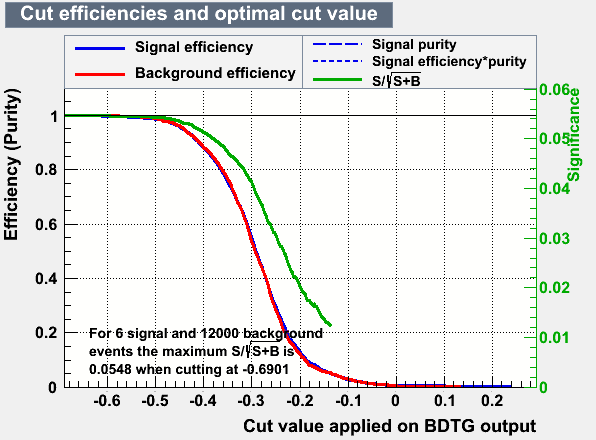 Cut efficiencies and optimal cut value
Signal efficiency
Background efficiency
Signal purity
Signal efficiency*purity
S/√S+B
Efficiency (Purity)
1
0.8
0.6
0.4
0.2
0
0.06
0.05
0.04
0.03
0.02
0.01
0
Significance
For 6 signal and 12000 background
events the maximum S/√S+B is
0.0548 when cutting at -0.6901
-0.6 -0.5 -0.4 -0.3 -0.2 -0.1 0 0.1 0.2
Cut value applied on BDTG output